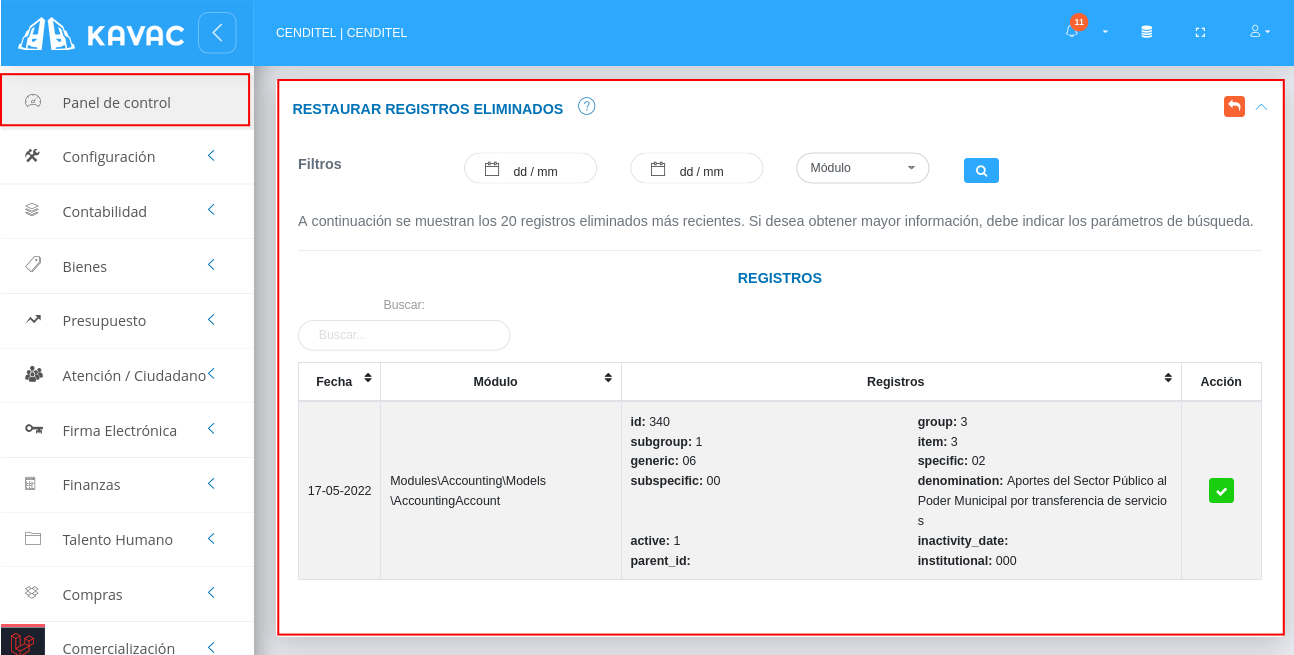 KAVAC
CENDITEL | CENDITEL
11
Panel de control
Configuración
Contabilidad
Bienes
Presupuesto
Atención / Ciudadano
Firma Electrónica
Finanzas
Talento Humano
Compras
Comercialización
RESTAURAR REGISTROS ELIMINADOS ?
Filtros
dd / mm
dd / mm
Módulo
A continuación se muestran los 20 registros eliminados más recientes. Si desea obtener mayor información, debe indicar los parámetros de búsqueda.
REGISTROS
Buscar:
Buscar...
Fecha Módulo Registros Acción
17-05-2022
Modules\Accounting\Models
\AccountingAccount
id: 340
group: 3
subgroup: 1
item: 3
generic: 06
specific: 02
subspecific: 00
denomination: Aportes del Sector Público al
Poder Municipal por transferencia de servicio
s
active: 1
inactivity_date:
parent_id:
institutional: 000